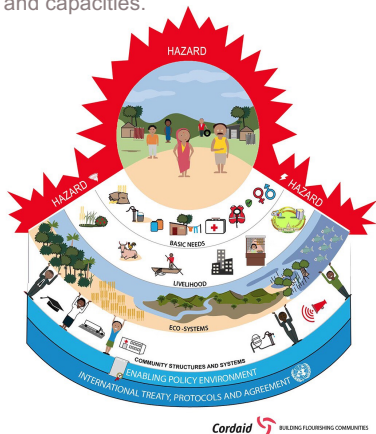 and capacities.
HAZARD
HAZARD
HAZARD
BASIC NEEDS
LIVELIHOOD
ECO -SYSTEMS
COMMUNITY STRUCTURES AND SYSTEMS
ENABLING POLICY ENVIRONMENT
INTERNATIONAL TREATY, PROTOCOLS AND AGREEMENT
Cordaid
BUILDING FLOURISHING COMMUNITIES